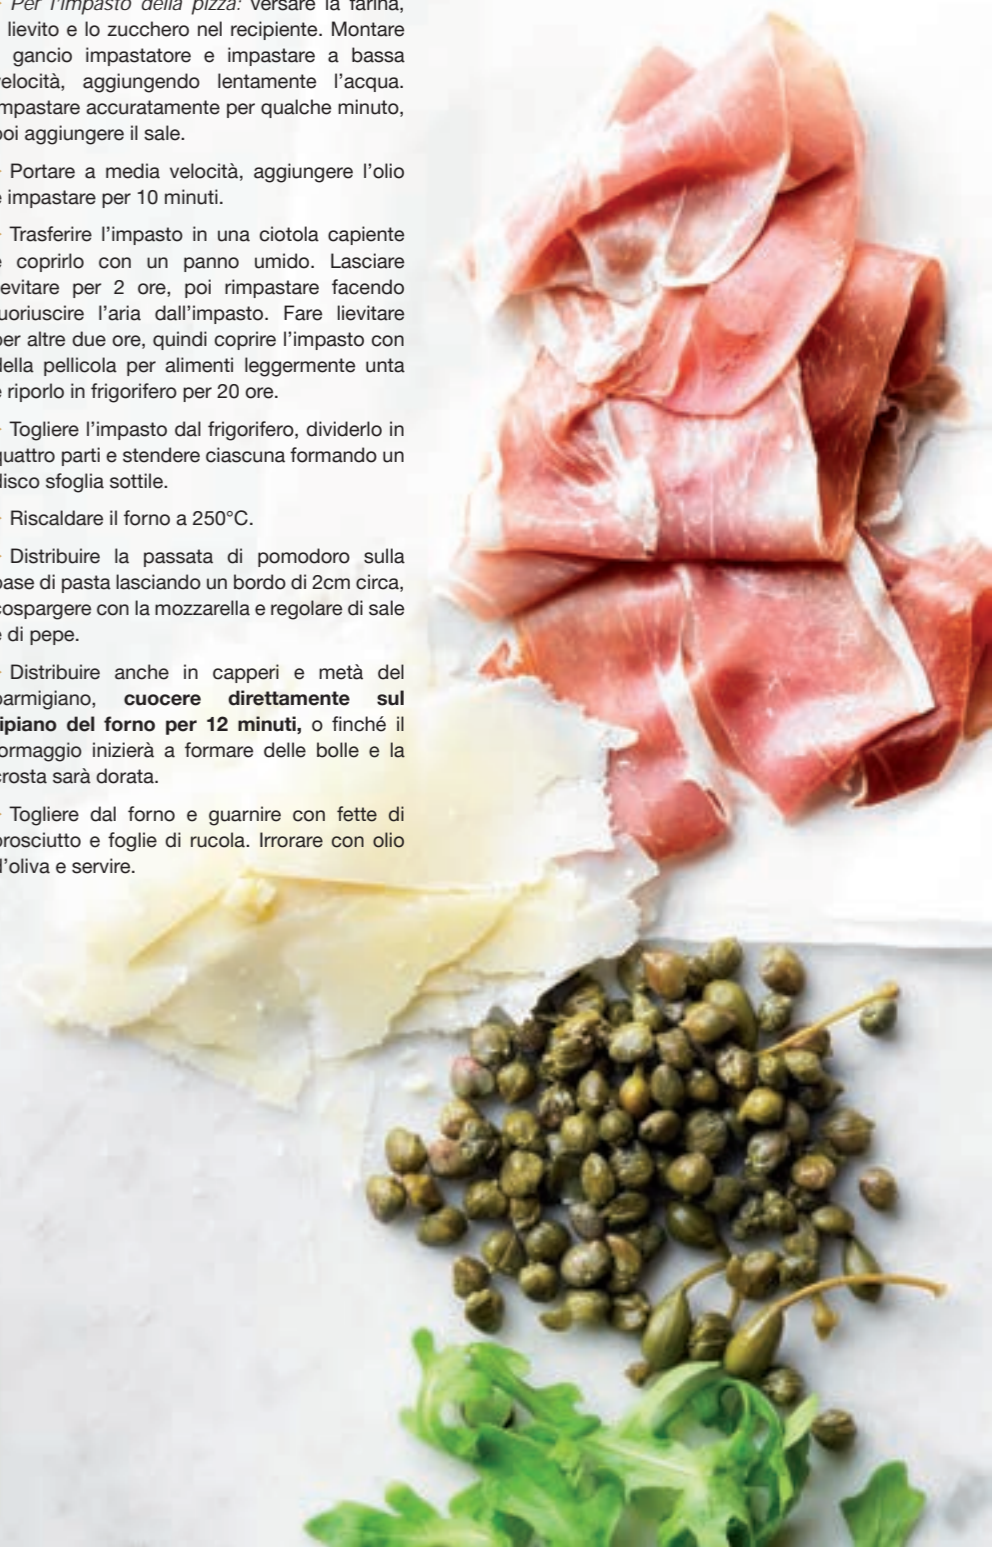 Per l'impasto della pizza: versare la farina,
lievito e lo zucchero nel recipiente. Montare
gancio impastatore e impastare a bassa
velocità, aggiungendo lentamente l'acqua.
mpastare accuratamente per qualche minuto,
poi aggiungere il sale.
Portare a media velocità, aggiungere l'olio
e impastare per 10 minuti.
Trasferire l'impasto in una ciotola capiente
e coprirlo con un panno umido. Lasciare
evitare per 2 ore, poi rimpastare facendo
uoriuscire l'aria dall'impasto. Fare lievitare
per altre due ore, quindi coprire l'impasto con
della pellicola per alimenti leggermente unta
e riporlo in frigorifero per 20 ore.
Togliere l'impasto dal frigorifero, dividerlo in
quattro parti e stendere ciascuna formando un
disco sfoglia sottile.
Riscaldare il forno a 250°C.
Distribuire la passata di pomodoro sulla
base di pasta lasciando un bordo di 2cm circa,
cospargere con la mozzarella e regolare di sale
e di pepe.
Distribuire anche in capperi e metà del
parmigiano, cuocere direttamente sul
ripiano del forno per 12 minuti, o finché il
formaggio inizierà a formare delle bolle e la
crosta sarà dorata.
Togliere dal forno e guarnire con fette di
prosciutto e foglie di rucola. Irrorare con olio
d'oliva e servire.